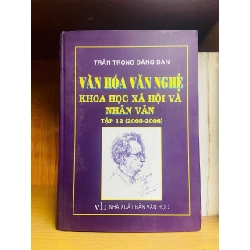 TRẦN TRỌNG ĐĂNG ĐÀN
VĂN HÓA VĂN NGHỆ
KHOA HỌC XÃ HỘI VÀ
NHÂN VĂN
TẬP 12 (2005-2006)
NHÀ XUẤT BẢN VĂN HỌC